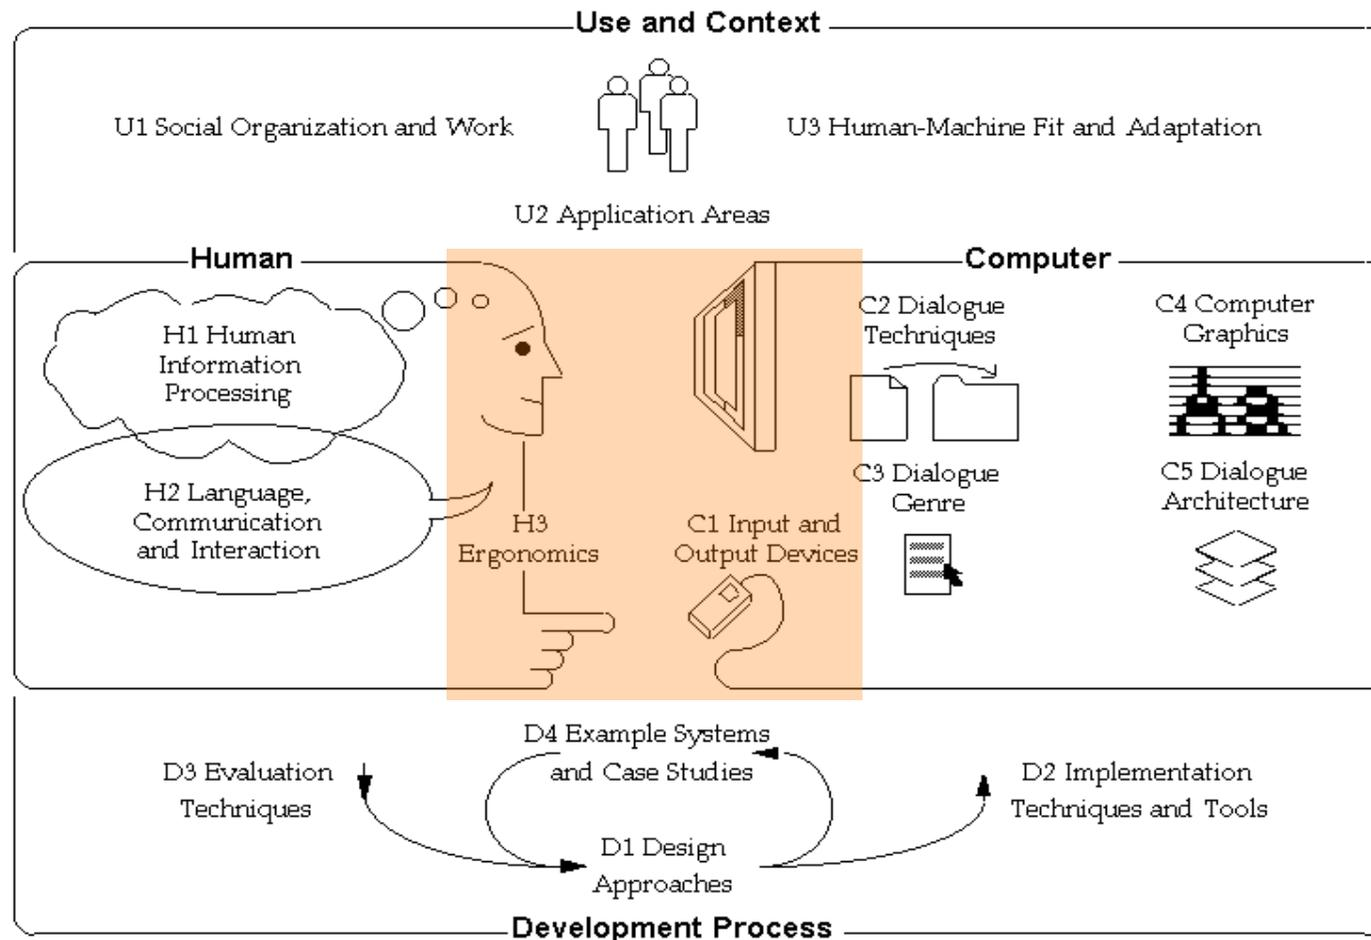 Use and Context
U1 Social Organization and Work
U3 Human-Machine Fit and Adaptation
U2 Application Areas
Human
H1 Human
Information
Processing
H2 Language,
Communication
and Interaction
H3
Ergonomics
Computer
C1 Input and
Output Devices
C2 Dialogue
Techniques
C3 Dialogue
Genre
C4 Computer
Graphics
C5 Dialogue
Architecture
D3 Evaluation
Techniques
D4 Example Systems
and Case Studies
D1 Design
Approaches
D2 Implementation
Techniques and Tools
Development Process